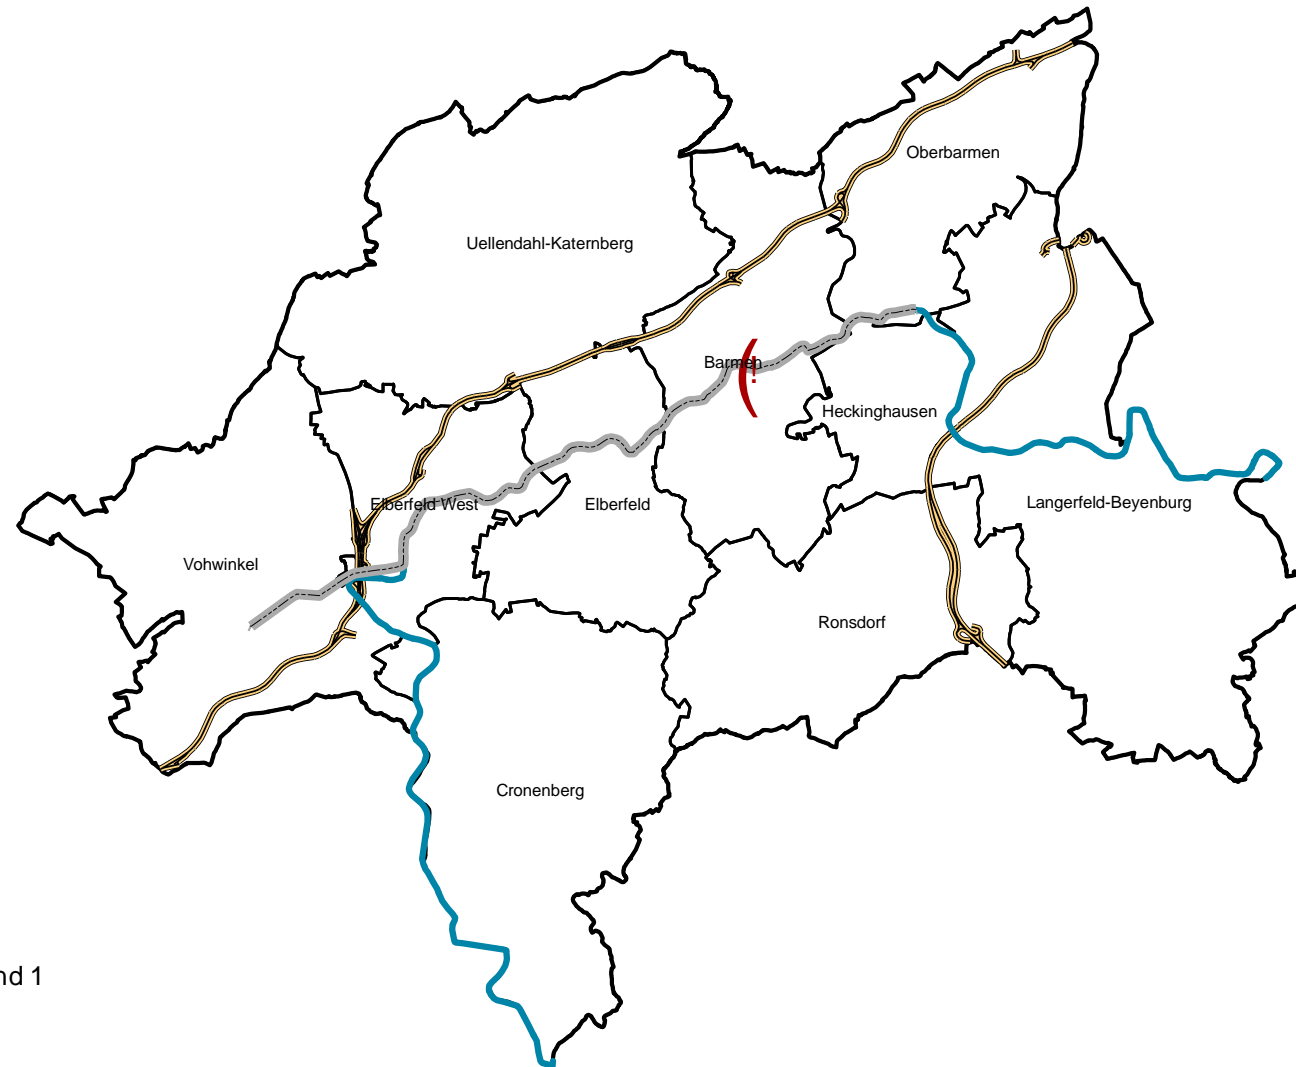 Oberbarmen
Uellendahl-Katernberg
Barmen
(!
Heckinghausen
Elberfeld West
Elberfeld
Langerfeld-Beyenburg
Vohwinkel
Ronsdorf
Cronenberg
nd 1